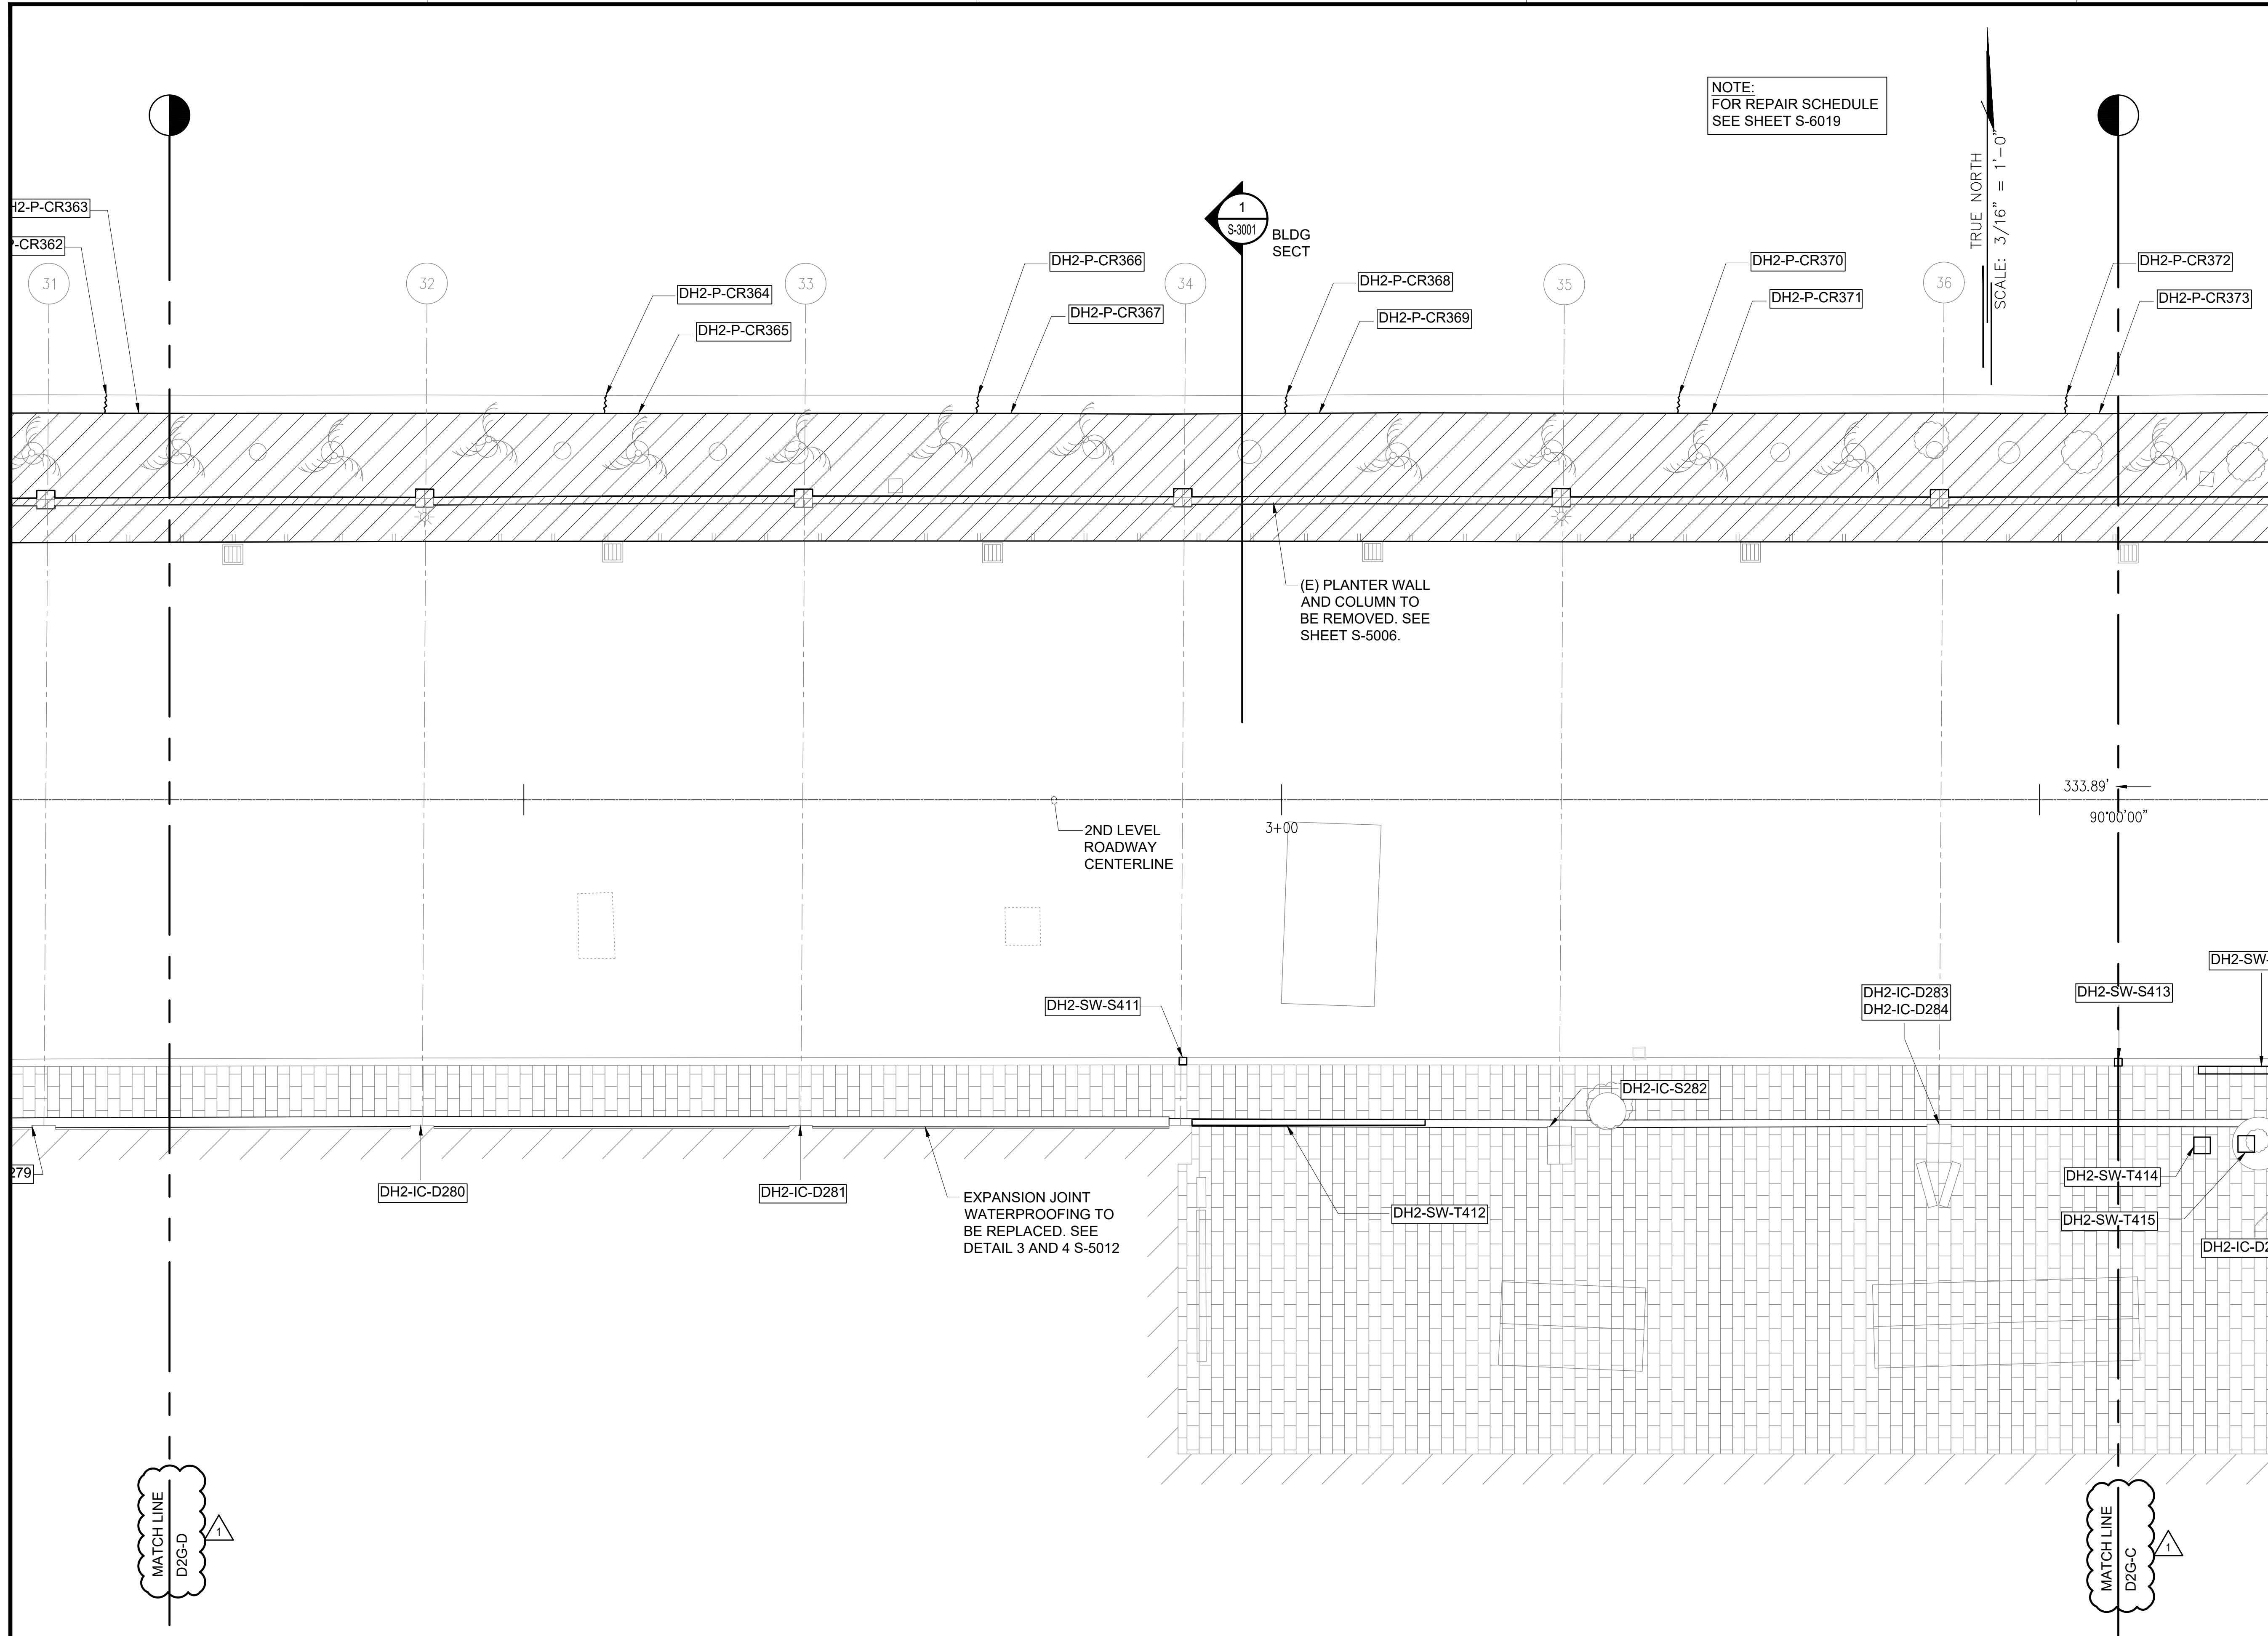 NOTE:
FOR REPAIR SCHEDULE
SEE SHEET S-6019
TRUE NORTH
SCALE: 3/16" = 1'-0"
H2-P-CR363
-CR362
1
S-3001
BLDG
SECT
DH2-P-CR366
DH2-P-CR367
DH2-P-CR364
DH2-P-CR365
DH2-P-CR368
DH2-P-CR369
DH2-P-CR370
DH2-P-CR371
DH2-P-CR372
DH2-P-CR373
31
32
33
34
35
36
(E) PLANTER WALL
AND COLUMN TO
BE REMOVED. SEE
SHEET S-5006.
333.89'
90°00'00"
3+00
2ND LEVEL
ROADWAY
CENTERLINE
DH2-SW-
DH2-SW-S411
DH2-IC-D283
DH2-IC-D284
DH2-SW-S413
DH2-IC-S282
279
DH2-IC-D280
DH2-IC-D281
EXPANSION JOINT
WATERPROOFING TO
BE REPLACED. SEE
DETAIL 3 AND 4 S-5012
DH2-SW-T412
DH2-SW-T414
DH2-SW-T415
DH2-IC-D2
MATCH LINE
D2G-D
1
MATCH LINE
D2G-C
1